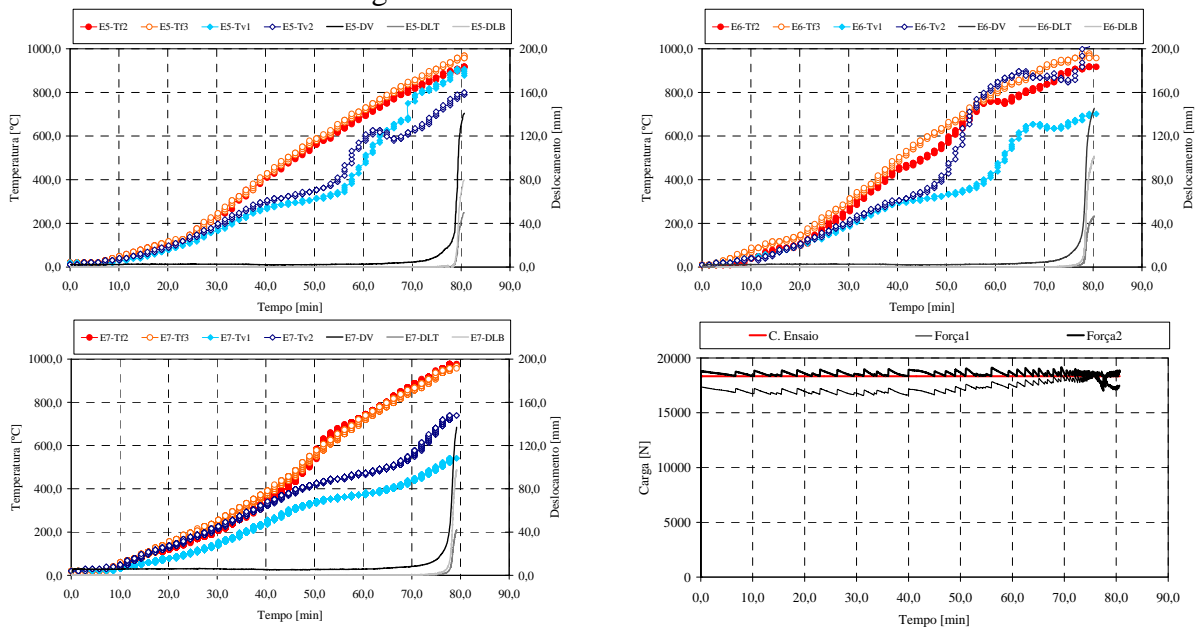 E5-Tf2 E5-Tf3 E5-Tv1 E5-Tv2 E5-DV E5-DLT E5-DLB
1000,0 800,0 600,0 400,0 200,0 0,0
Temperatura [°C]
200,0 160,0 120,0 80,0 40,0 0,0
Deslocamento [mm]
0,0 10,0 20,0 30,0 40,0 50,0 60,0 70,0 80,0 90,0
Tempo [min]
E6-Tf2 E6-Tf3 E6-Tv1 E6-Tv2 E6-DV E6-DLT E6-DLB
1000,0 800,0 600,0 400,0 200,0 0,0
Temperatura [°C]
200,0 160,0 120,0 80,0 40,0 0,0
Deslocamento [mm]
0,0 10,0 20,0 30,0 40,0 50,0 60,0 70,0 80,0 90,0
Tempo [min]
E7-Tf2 E7-Tf3 E7-Tv1 E7-Tv2 E7-DV E7-DLT E7-DLB
1000,0 800,0 600,0 400,0 200,0 0,0
Temperatura [°C]
200,0 160,0 120,0 80,0 40,0 0,0
Deslocamento [mm]
0,0 10,0 20,0 30,0 40,0 50,0 60,0 70,0 80,0 90,0
Tempo [min]
C. Ensaio Força1 Força2
20000 15000 10000 5000 0
Carga [N]
0,0 10,0 20,0 30,0 40,0 50,0 60,0 70,0 80,0 90,0
Tempo [min]